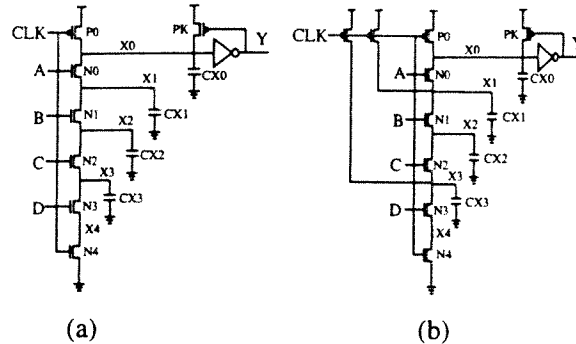 CLK P0 PK Y
X0
A N0 CX0
X1
B N1 CX1
X2
C N2 CX2
X3
D N3 CX3
X4
N4
(a)
CLK P0 PK Y
X0
A N0 CX0
X1
B N1 CX1
X2
C N2 CX2
X3
D N3 CX3
X4
N4
(b)